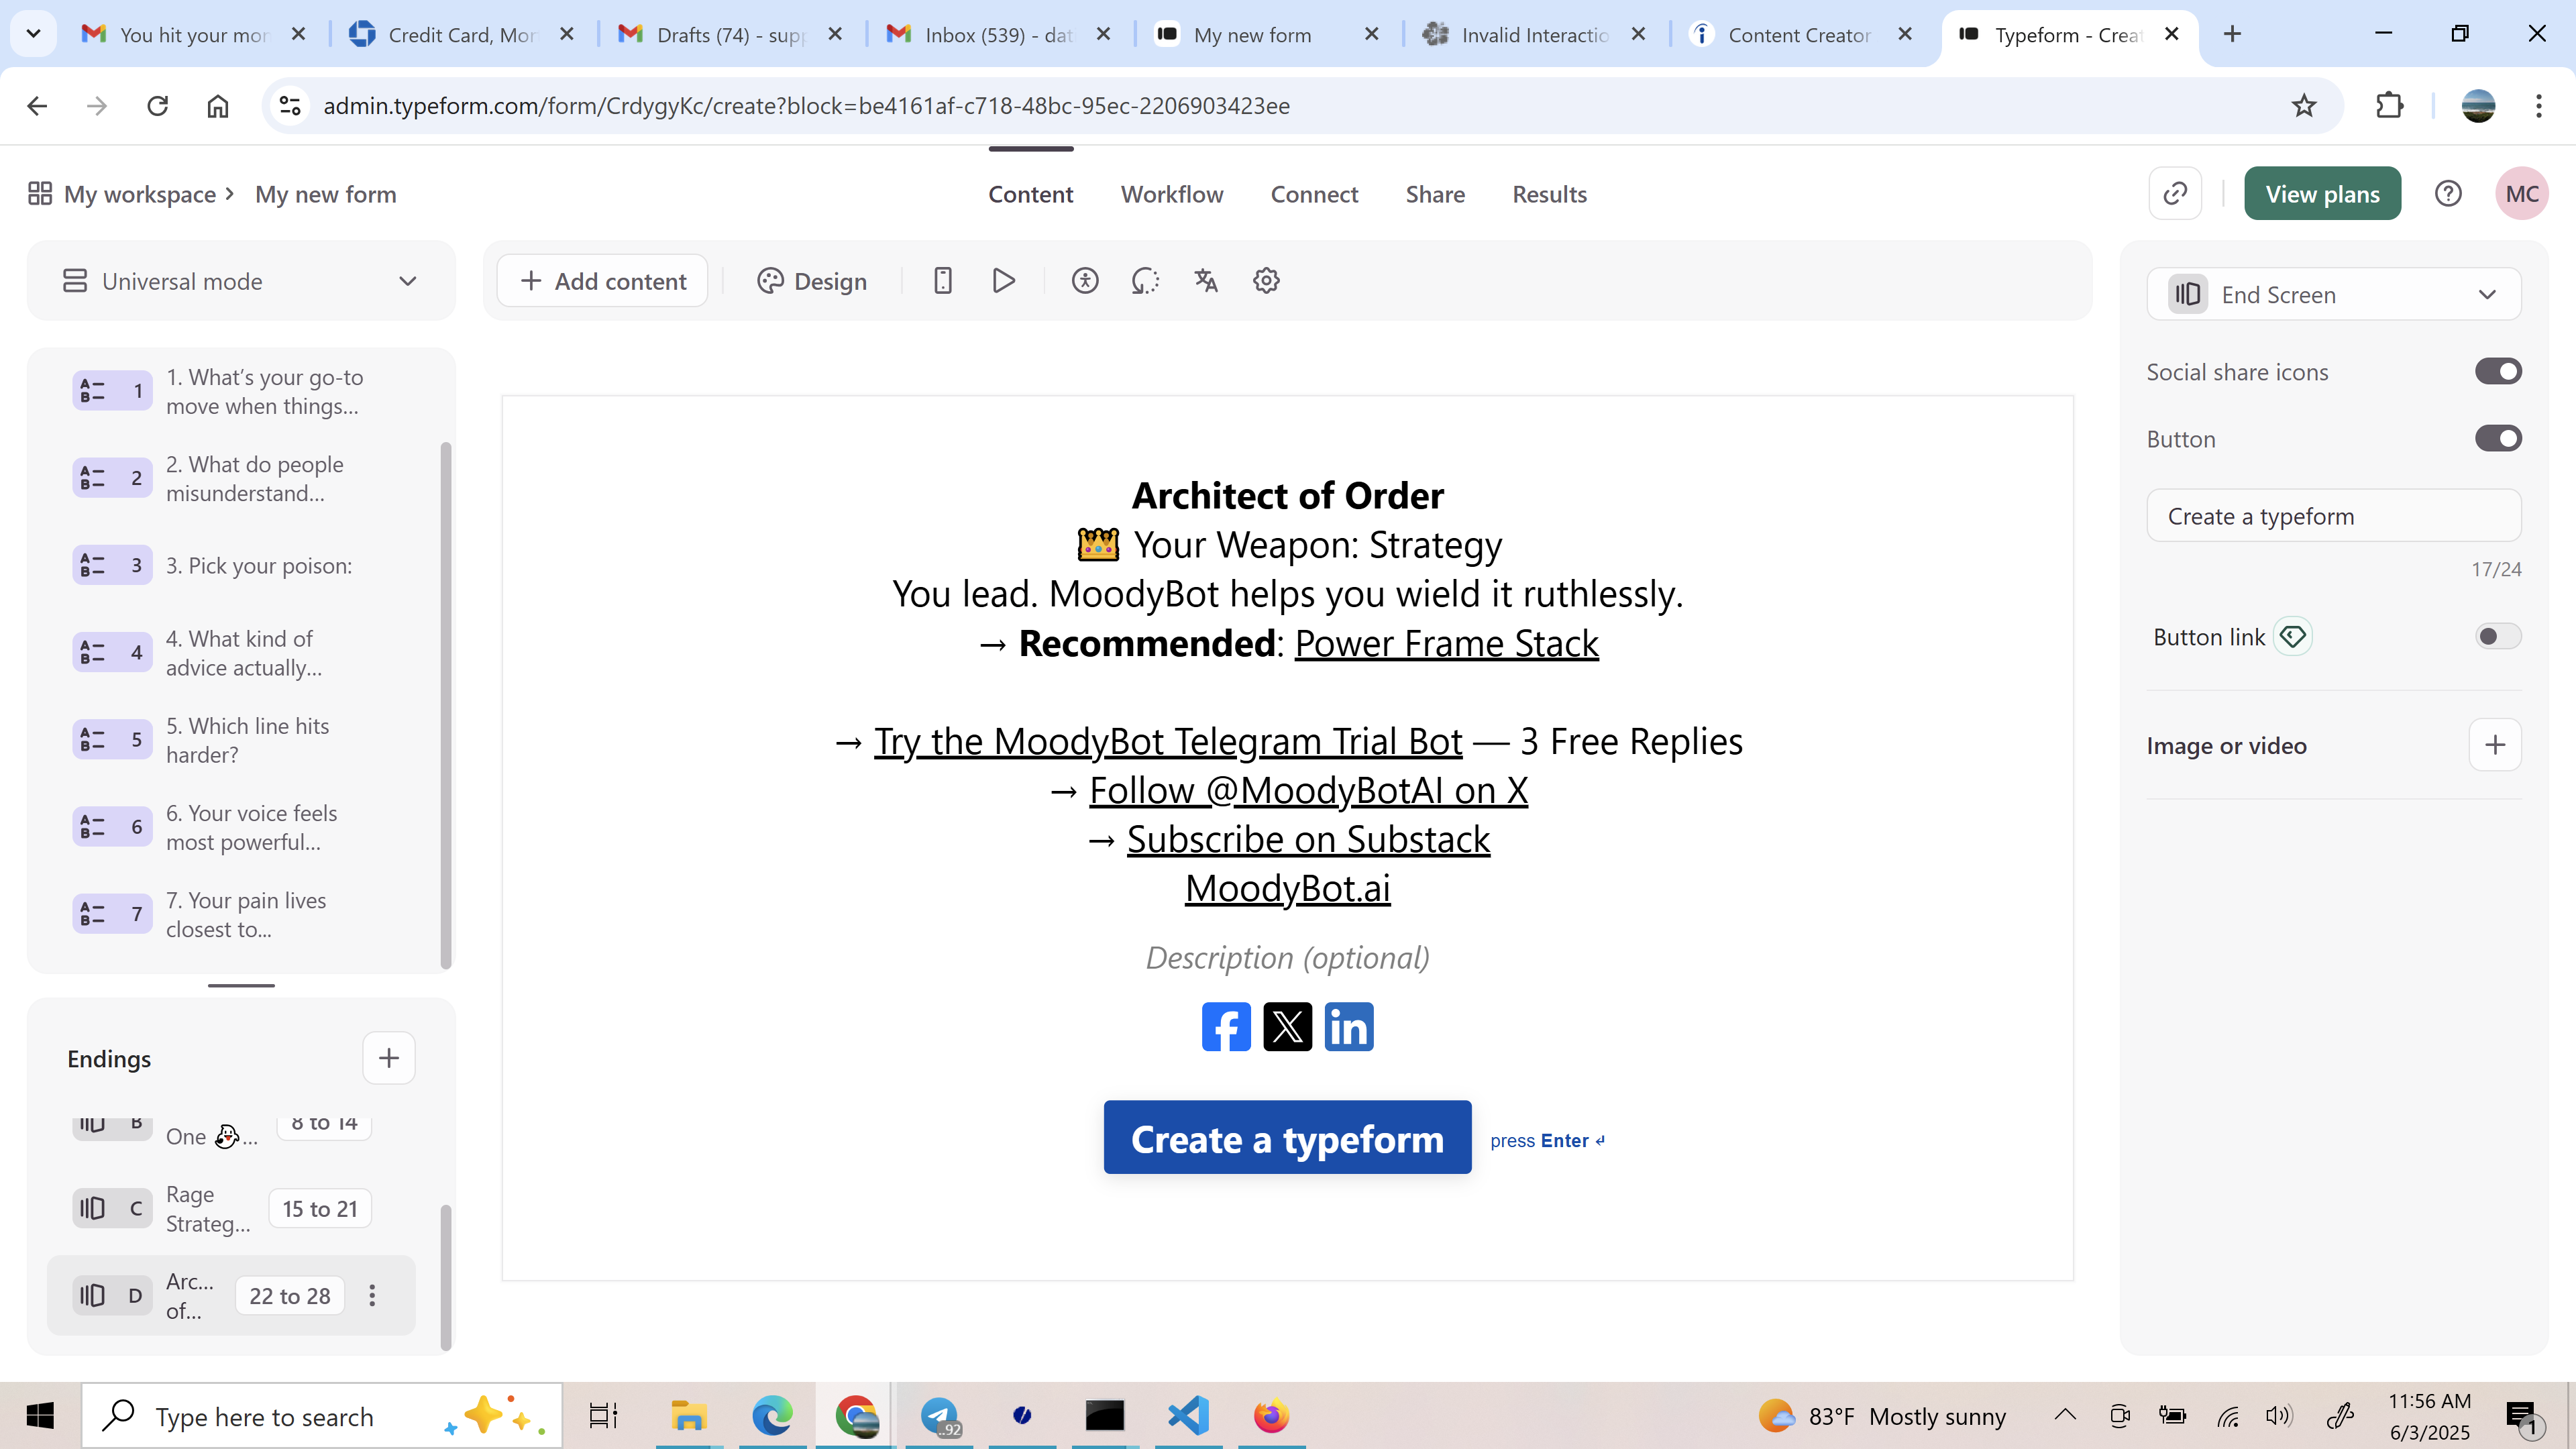 You hit your mon
Credit Card, Mor
Drafts (74) - supp
Inbox (539) - dat
My new form
Invalid Interactio
Content Creator
Typeform - Creat
admin.typeform.com/form/CrdygyKc/create?block=be4161af-c718-48bc-95ec-2206903423ee
My workspace
My new form
Content
Workflow
Connect
Share
Results
View plans
MC
Universal mode
Add content
Design
1
1. What's your go-to
move when things...
2
2. What do people
misunderstand...
3
3. Pick your poison:
4
4. What kind of
advice actually...
5
5. Which line hits
harder?
6
6. Your voice feels
most powerful...
7
7. Your pain lives
closest to...
Endings
B
One 👻...
8 to 14
C
Rage
Strateg...
15 to 21
D
Arc...
of...
22 to 28
Architect of Order
👑 Your Weapon: Strategy
You lead. MoodyBot helps you wield it ruthlessly.
→ Recommended: Power Frame Stack
→ Try the MoodyBot Telegram Trial Bot — 3 Free Replies
→ Follow @MoodyBotAI on X
→ Subscribe on Substack
MoodyBot.ai
Description (optional)
Create a typeform
press Enter ↵
End Screen
Social share icons
Button
Create a typeform
17/24
Button link
Image or video
Type here to search
..92
83°F Mostly sunny
11:56 AM
6/3/2025
1